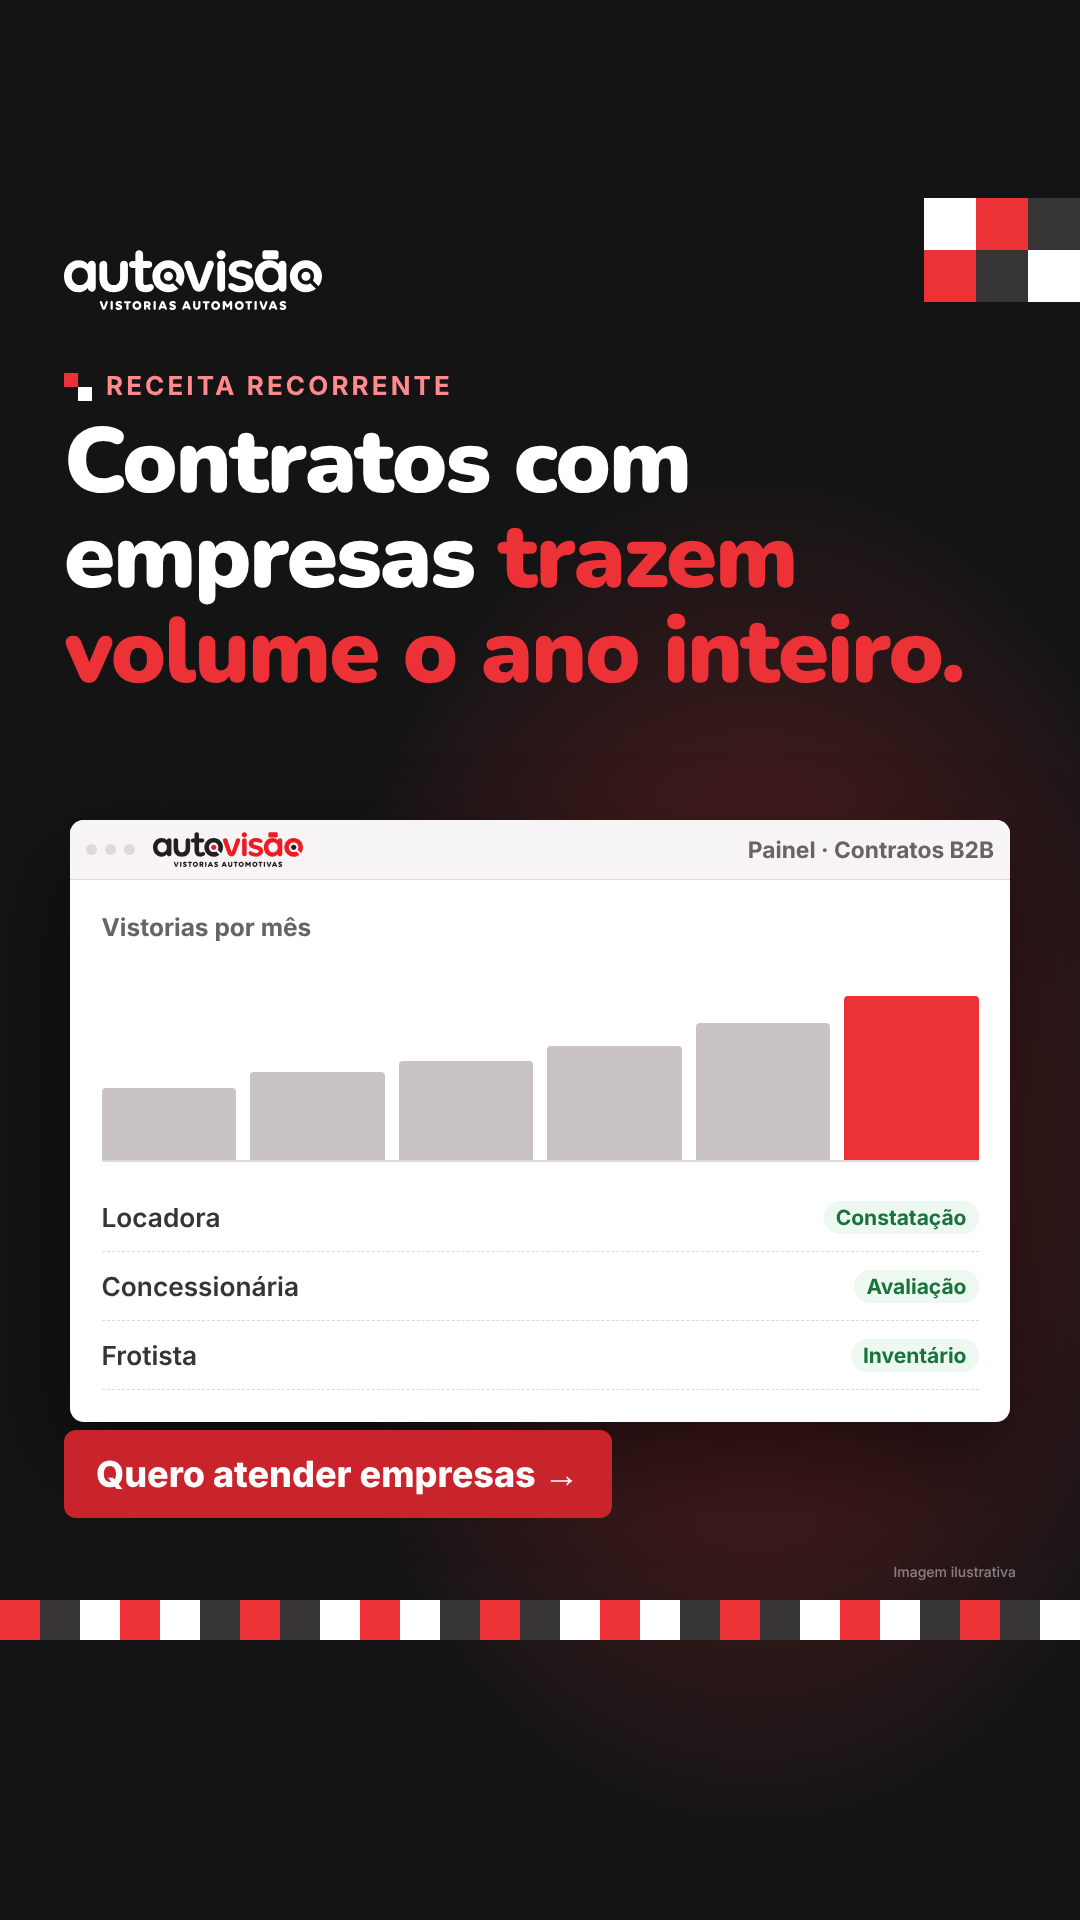 autovisão
VISTORIAS AUTOMOTIVAS
RECEITA RECORRENTE
Contratos com
empresas trazem
volume o ano inteiro.
autovisão
VISTORIAS AUTOMOTIVAS
Painel · Contratos B2B
Vistorias por mês
Locadora
Constatação
Concessionária
Avaliação
Frotista
Inventário
Quero atender empresas →
Imagem ilustrativa